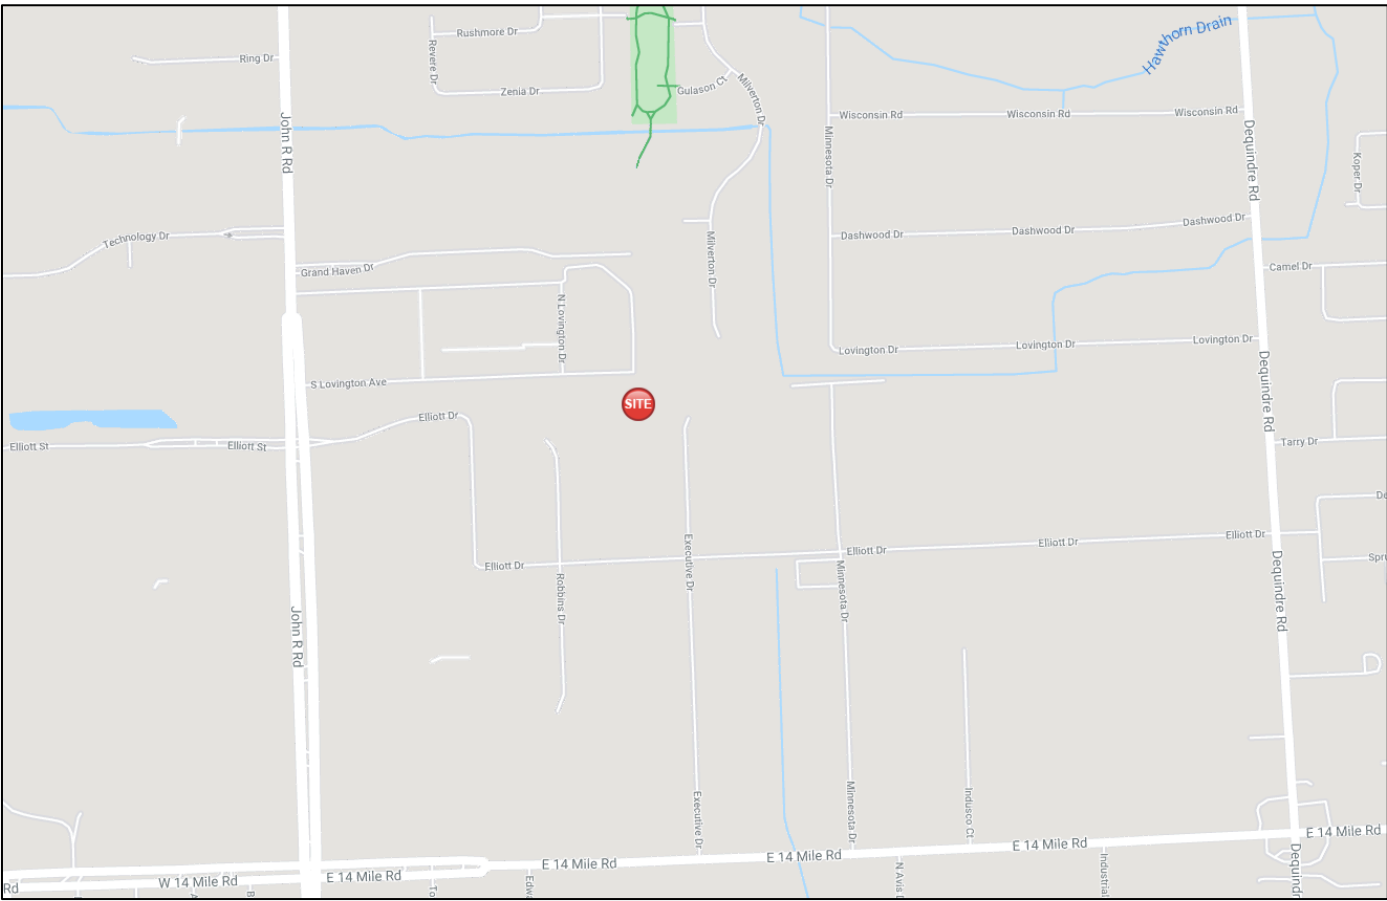 Rushmore Dr
Hawthorn Drain
Ring Dr
Revere Dr
Zenia Dr
Gulason Ct
Milverton Dr
Wisconsin Rd
Wisconsin Rd
Wisconsin Rd
John R Rd
Minnesota Dr
Dequindre Rd
Koper Dr
Technology Dr
Dashwood Dr
Dashwood Dr
Dashwood Dr
Milverton Dr
Grand Haven Dr
Camel Dr
N Lovington Dr
Lovington Dr
Lovington Dr
Lovington Dr
S Lovington Ave
Dequindre Rd
SITE
Elliott Dr
Elliott St
Elliott St
Tarry Dr
Elliott Dr
Elliott Dr
Elliott Dr
Elliott Dr
Executive Dr
Robbins Dr
Minnesota Dr
Dequindre Rd
Spru
John R Rd
Executive Dr
Minnesota Dr
Indusco Ct
E 14 Mile Rd
E 14 Mile Rd
E 14 Mile Rd
E 14 Mile Rd
E 14 Mile Rd
W 14 Mile Rd
Rd
To
Edwa
N Avis
Industrial
Dequindr